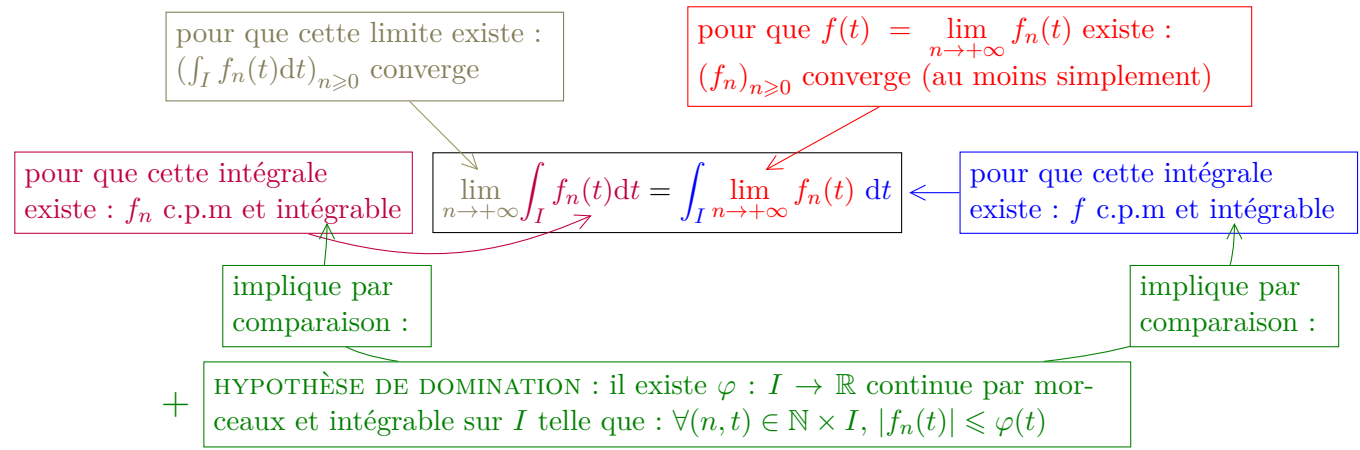 pour que cette limite existe :
(∫_I f_n(t)dt)_{n⩾0} converge
pour que f(t) = lim_{n→+∞} f_n(t) existe :
(f_n)_{n⩾0} converge (au moins simplement)
pour que cette intégrale
existe : f_n c.p.m et intégrable
lim_{n→+∞} ∫_I f_n(t)dt = ∫_I lim_{n→+∞} f_n(t) dt
pour que cette intégrale
existe : f c.p.m et intégrable
implique par
comparaison :
implique par
comparaison :
+ HYPOTHÈSE DE DOMINATION : il existe φ : I → ℝ continue par mor-
ceaux et intégrable sur I telle que : ∀(n, t) ∈ ℕ × I, |f_n(t)| ⩽ φ(t)